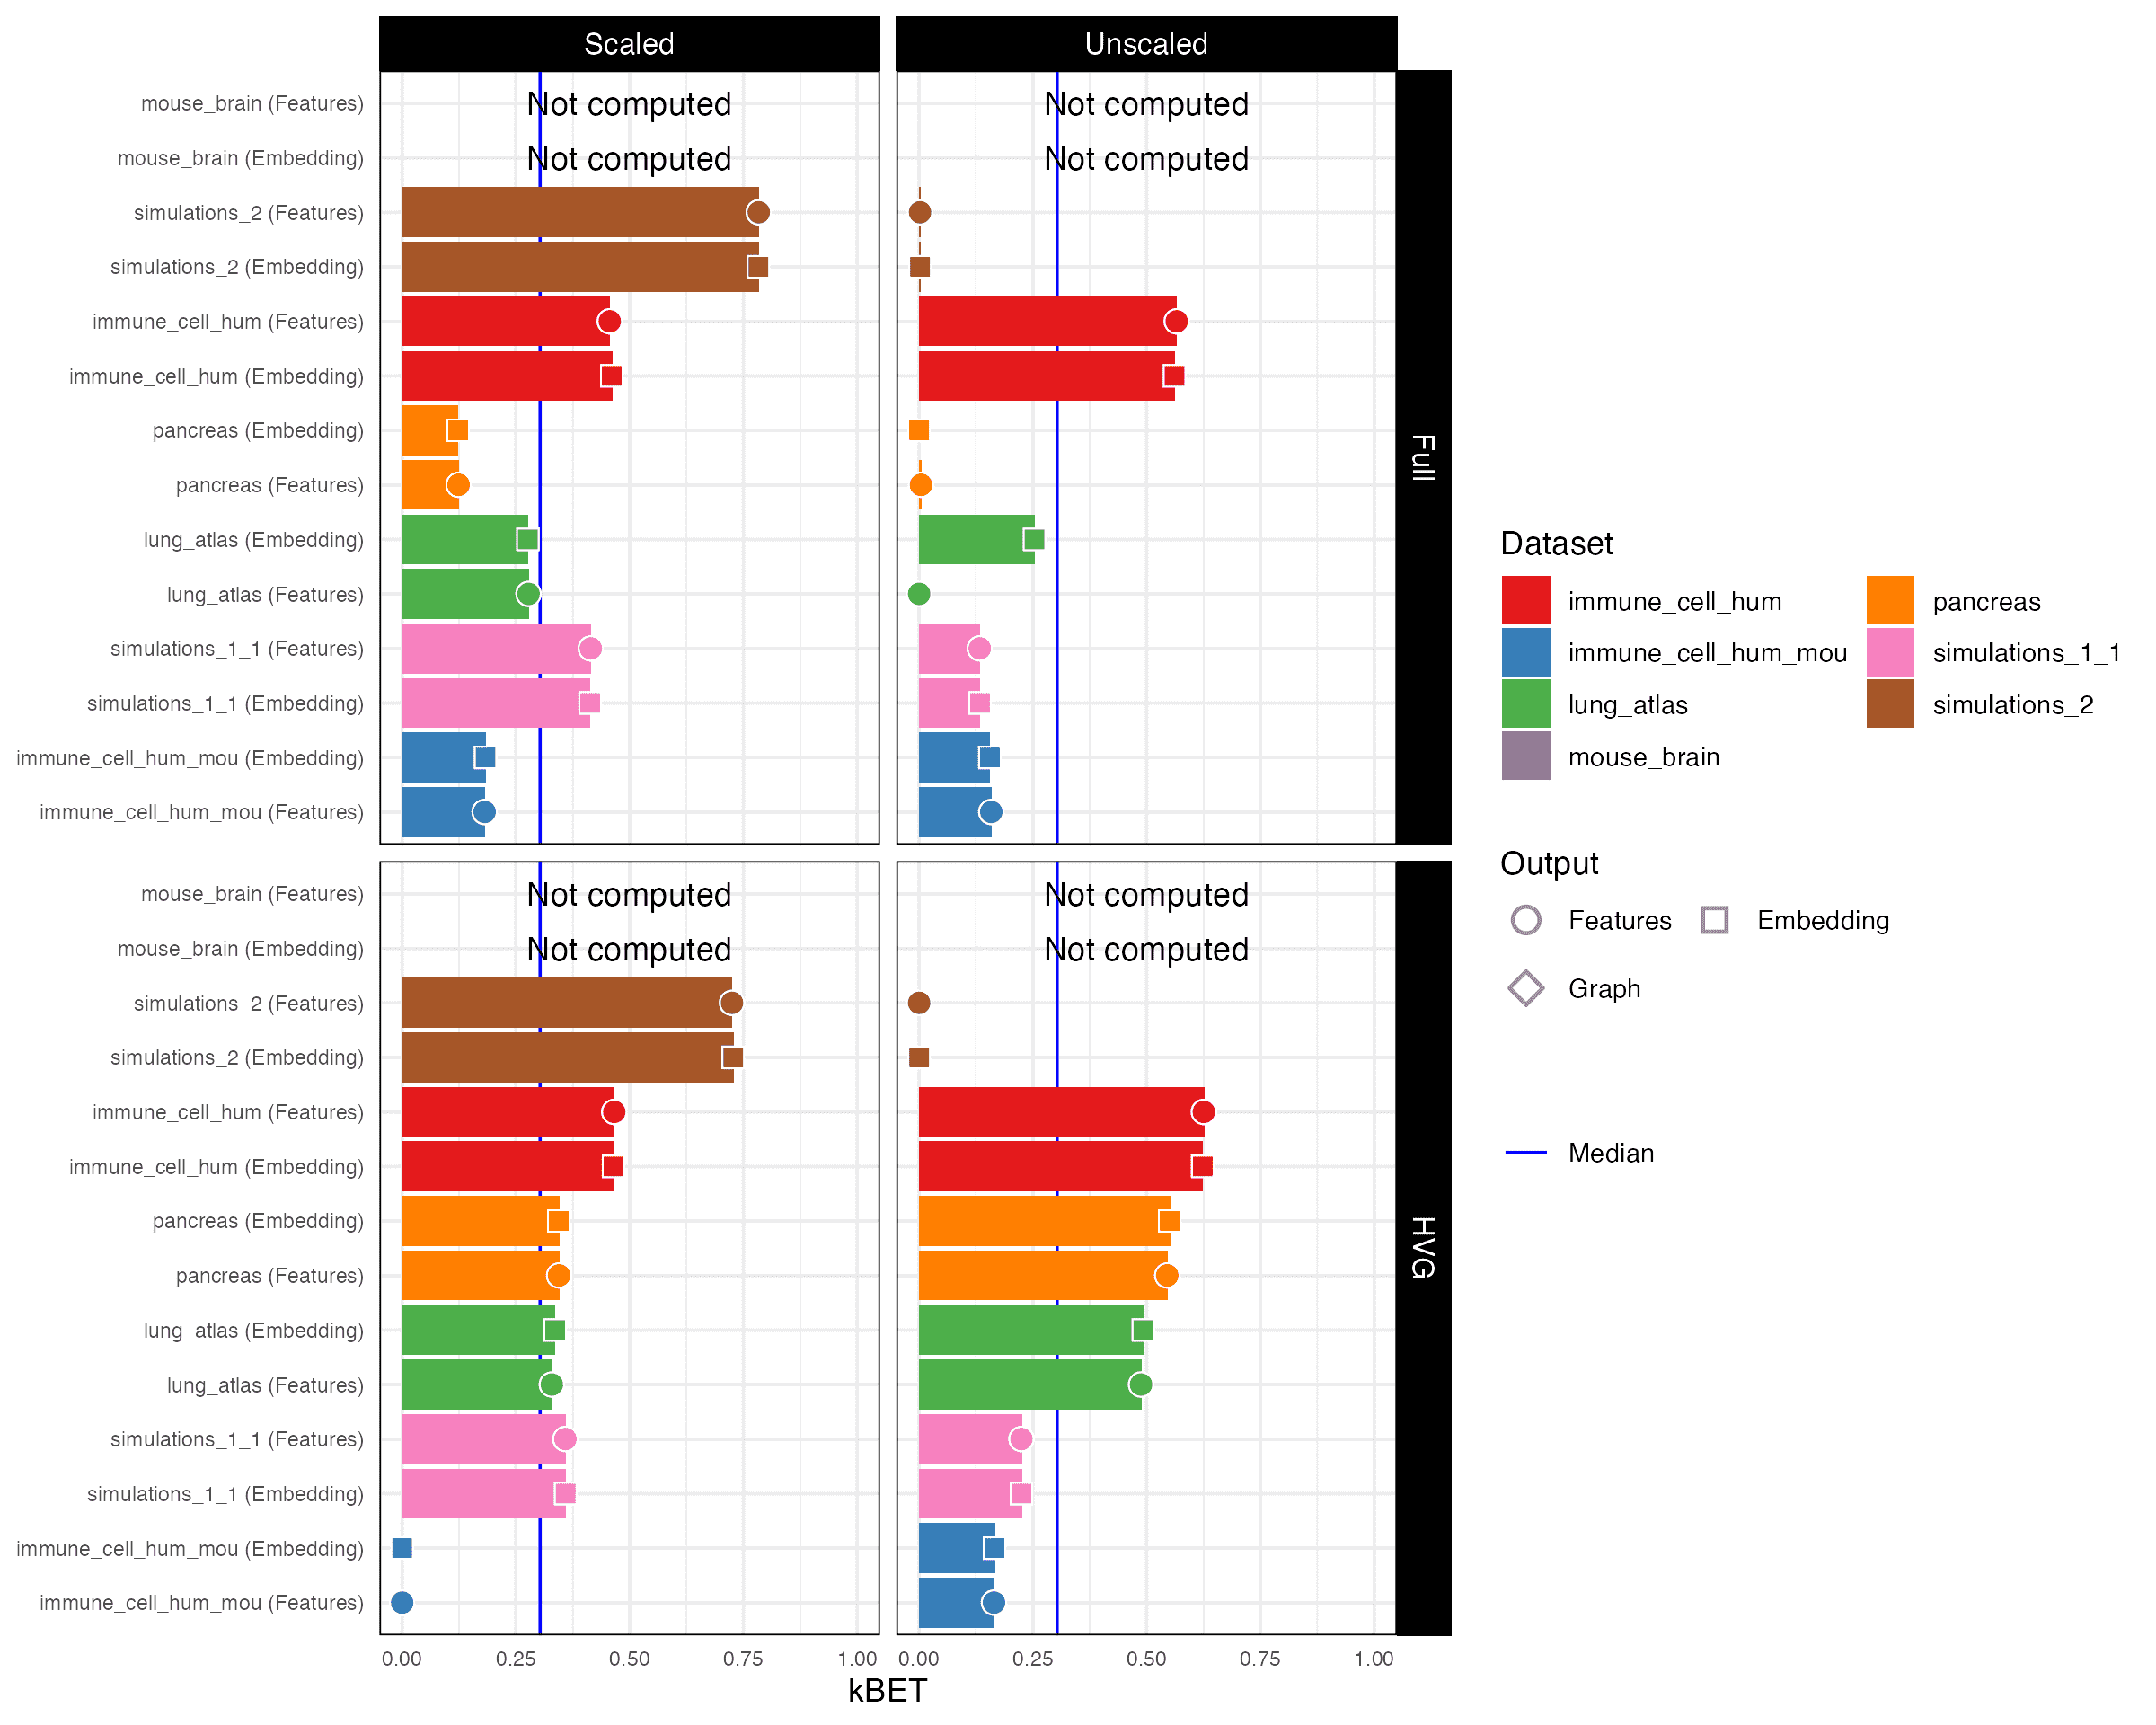 Scaled
Unscaled
mouse_brain (Features)
Not computed
Not computed
mouse_brain (Embedding)
Not computed
Not computed
simulations_2 (Features)
simulations_2 (Embedding)
immune_cell_hum (Features)
immune_cell_hum (Embedding)
pancreas (Embedding)
pancreas (Features)
lung_atlas (Embedding)
lung_atlas (Features)
simulations_1_1 (Features)
simulations_1_1 (Embedding)
immune_cell_hum_mou (Embedding)
immune_cell_hum_mou (Features)
Full
mouse_brain (Features)
Not computed
Not computed
mouse_brain (Embedding)
Not computed
Not computed
simulations_2 (Features)
simulations_2 (Embedding)
immune_cell_hum (Features)
immune_cell_hum (Embedding)
pancreas (Embedding)
pancreas (Features)
lung_atlas (Embedding)
lung_atlas (Features)
simulations_1_1 (Features)
simulations_1_1 (Embedding)
immune_cell_hum_mou (Embedding)
immune_cell_hum_mou (Features)
HVG
0.00 0.25 0.50 0.75 1.00
0.00 0.25 0.50 0.75 1.00
kBET
Dataset
immune_cell_hum
immune_cell_hum_mou
lung_atlas
mouse_brain
pancreas
simulations_1_1
simulations_2
Output
Features
Embedding
Graph
Median